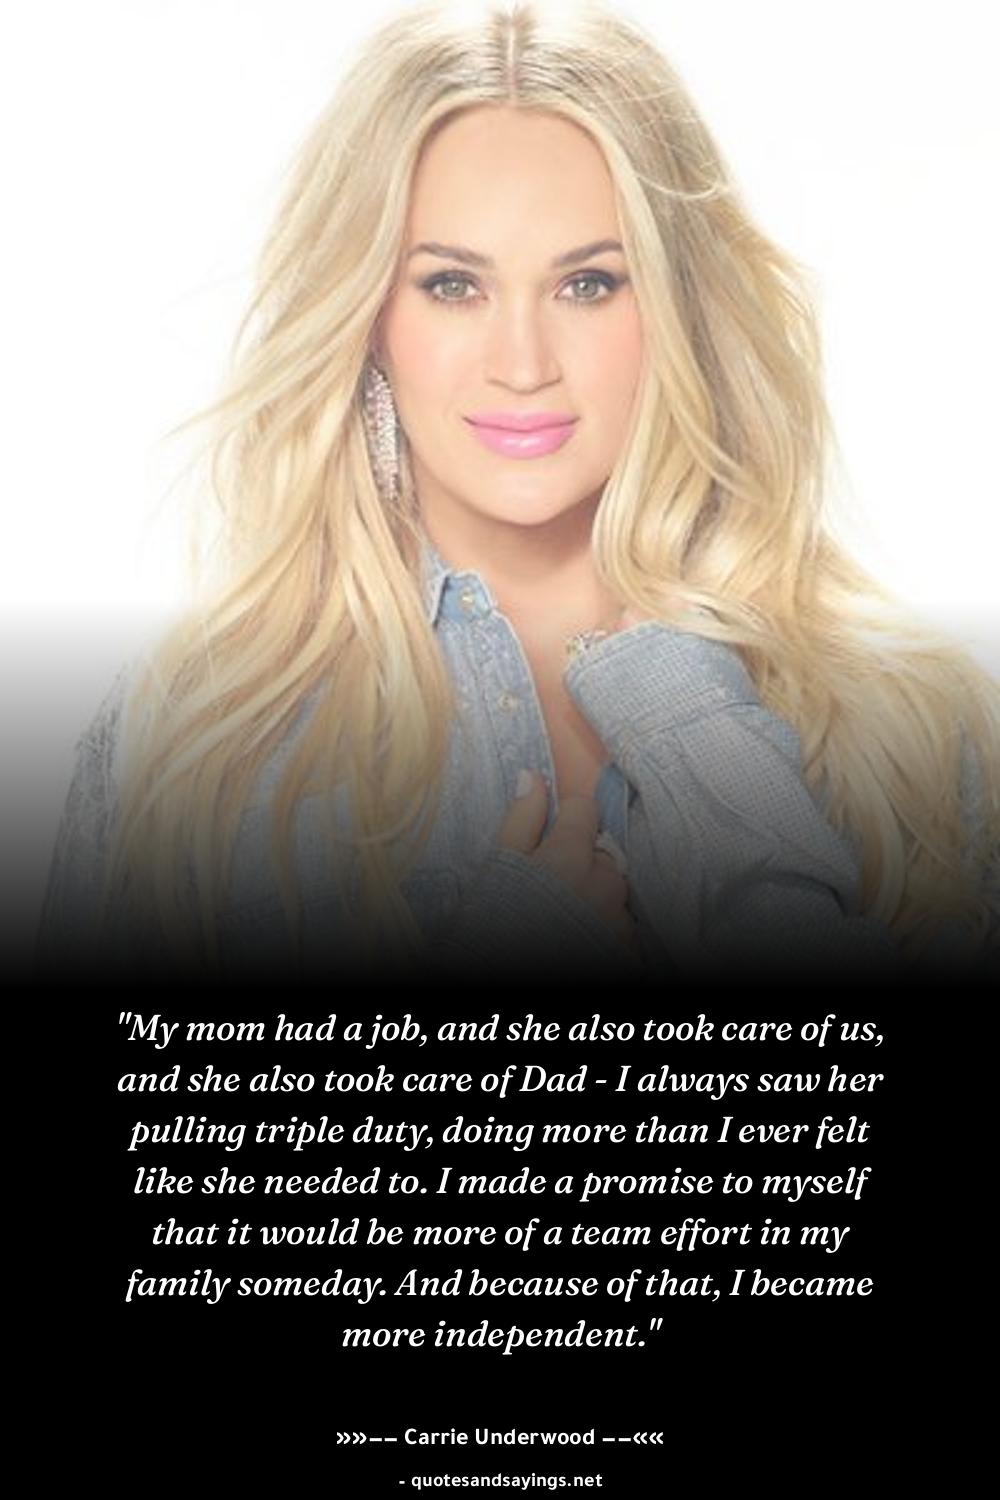 "My mom had a job, and she also took care of us,
and she also took care of Dad - I always saw her
pulling triple duty, doing more than I ever felt
like she needed to. I made a promise to myself
that it would be more of a team effort in my
family someday. And because of that, I became
more independent."
»»−− Carrie Underwood −−««
- quotesandsayings.net